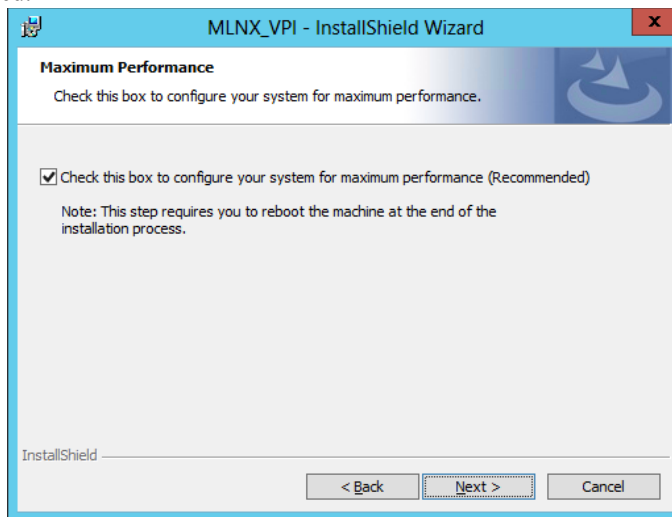 MLNX_VPI - InstallShield Wizard
x
Maximum Performance
Check this box to configure your system for maximum performance.
Check this box to configure your system for maximum performance (Recommended)
Note: This step requires you to reboot the machine at the end of the
installation process.
InstallShield
< Back
Next >
Cancel